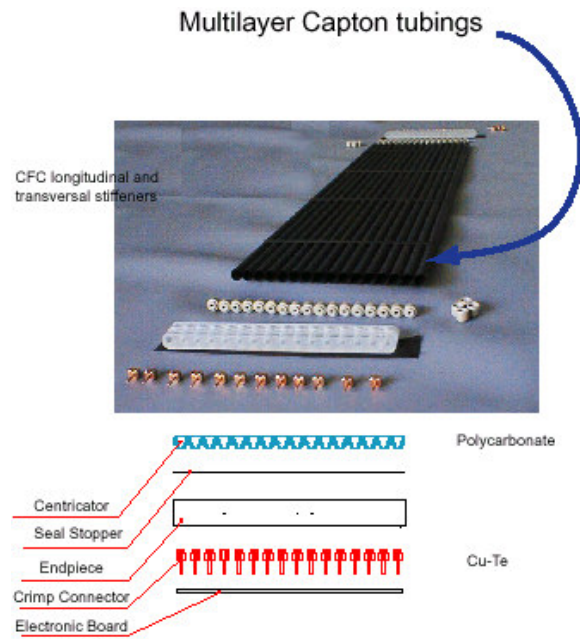 Multilayer Capton tubings
CFC longitudinal and
transversal stiffeners
Polycarbonate
Centricator
Seal Stopper
Endpiece
Cu-Te
Crimp Connector
Electronic Board